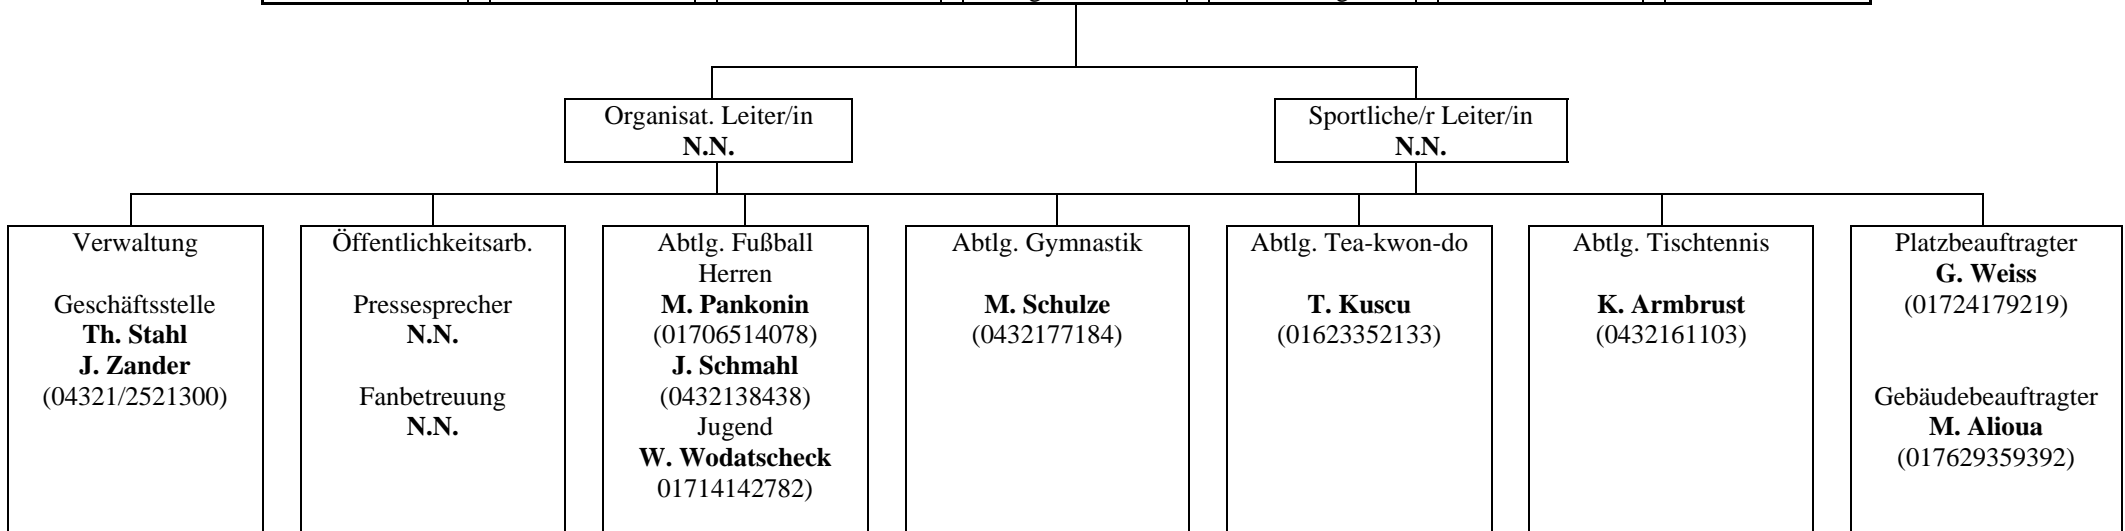 Organisat. Leiter/in
N.N.
Sportliche/r Leiter/in
N.N.
Verwaltung
Geschäftsstelle
Th. Stahl
J. Zander
(04321/2521300)
Öffentlichkeitsarb.
Pressesprecher
N.N.
Fanbetreuung
N.N.
Abtlg. Fußball
Herren
M. Pankonin
(01706514078)
J. Schmahl
(0432138438)
Jugend
W. Wodatscheck
01714142782)
Abtlg. Gymnastik
M. Schulze
(0432177184)
Abtlg. Tea-kwon-do
T. Kuscu
(01623352133)
Abtlg. Tischtennis
K. Armbrust
(0432161103)
Platzbeauftragter
G. Weiss
(01724179219)
Gebäudebeauftragter
M. Alioua
(017629359392)